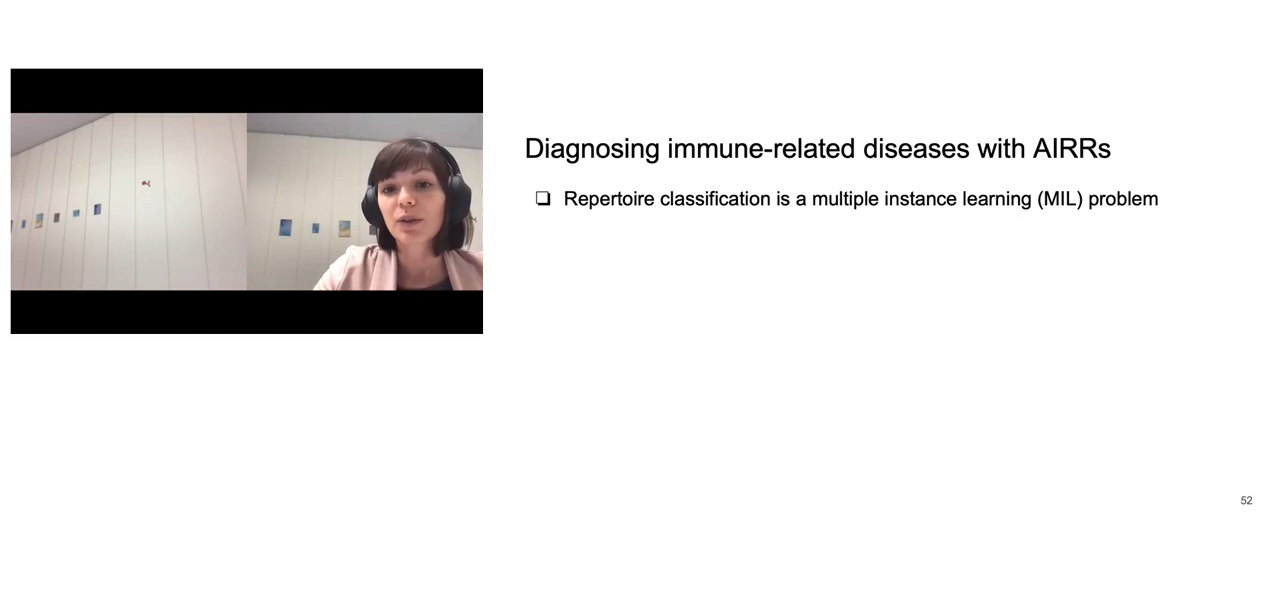 Diagnosing immune-related diseases with AIRRs
❏ Repertoire classification is a multiple instance learning (MIL) problem
52